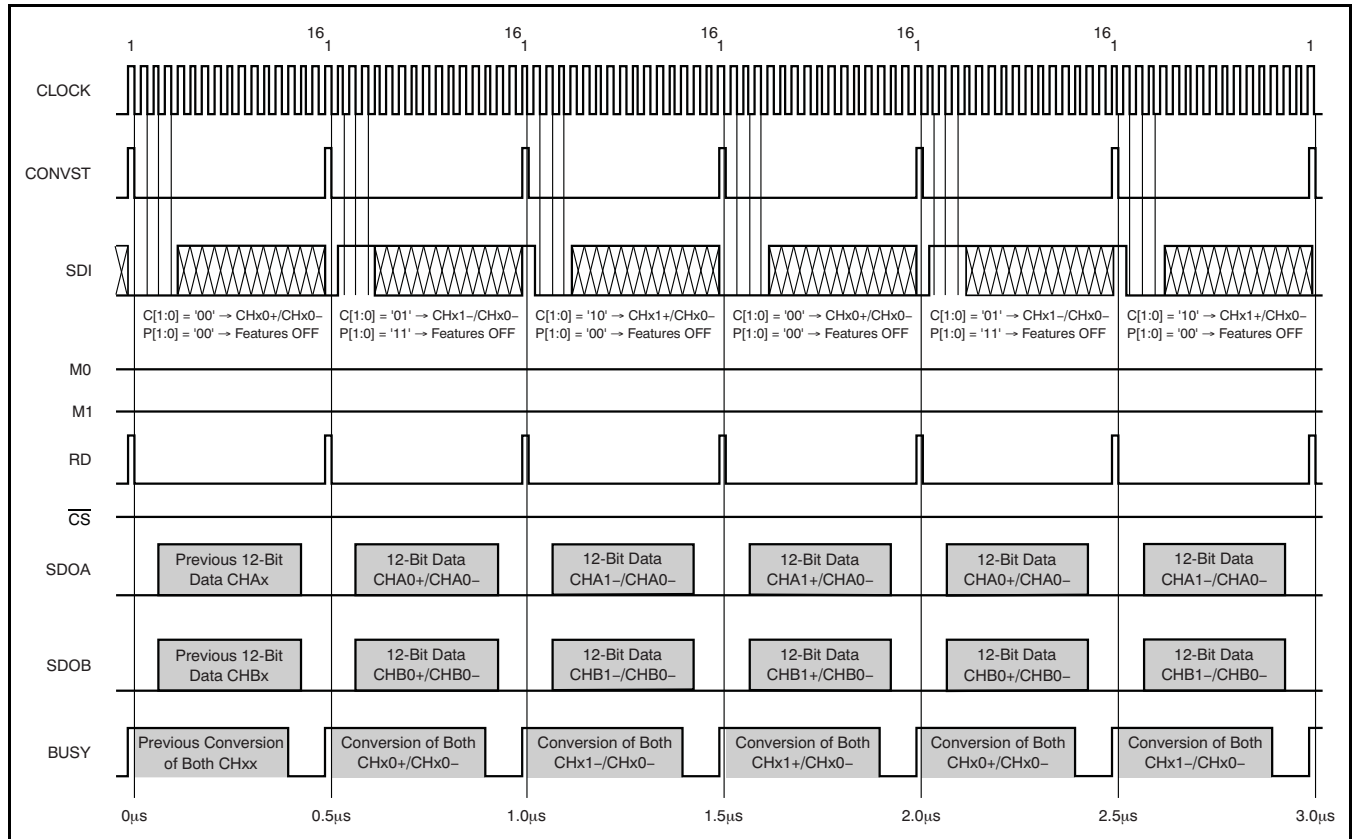 16 16 16 16 16
1 1 1 1 1 1 1
CLOCK
CONVST
SDI
C[1:0] = '00' → CHx0+/CHx0−
P[1:0] = '00' → Features OFF
C[1:0] = '01' → CHx1−/CHx0−
P[1:0] = '11' → Features OFF
C[1:0] = '10' → CHx1+/CHx0−
P[1:0] = '00' → Features OFF
C[1:0] = '00' → CHx0+/CHx0−
P[1:0] = '00' → Features OFF
C[1:0] = '01' → CHx1−/CHx0−
P[1:0] = '11' → Features OFF
C[1:0] = '10' → CHx1+/CHx0−
P[1:0] = '00' → Features OFF
M0
M1
RD
CS
SDOA
Previous 12-Bit
Data CHAx
12-Bit Data
CHA0+/CHA0−
12-Bit Data
CHA1−/CHA0−
12-Bit Data
CHA1+/CHA0−
12-Bit Data
CHA0+/CHA0−
12-Bit Data
CHA1−/CHA0−
SDOB
Previous 12-Bit
Data CHBx
12-Bit Data
CHB0+/CHB0−
12-Bit Data
CHB1−/CHB0−
12-Bit Data
CHB1+/CHB0−
12-Bit Data
CHB0+/CHB0−
12-Bit Data
CHB1−/CHB0−
BUSY
Previous Conversion
of Both CHxx
Conversion of Both
CHx0+/CHx0−
Conversion of Both
CHx1−/CHx0−
Conversion of Both
CHx1+/CHx0−
Conversion of Both
CHx0+/CHx0−
Conversion of Both
CHx1−/CHx0−
0µs 0.5µs 1.0µs 1.5µs 2.0µs 2.5µs 3.0µs